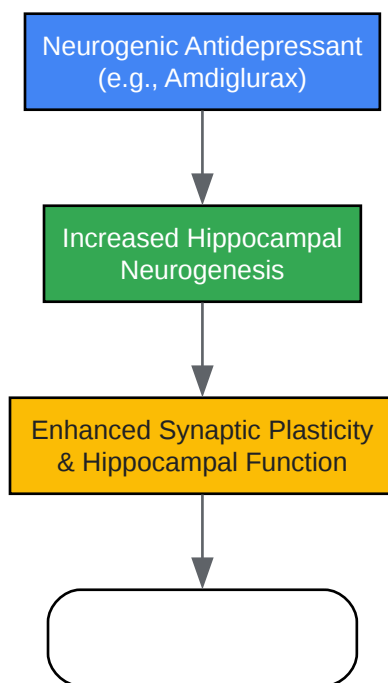 Neurogenic Antidepressant
(e.g., Amdiglurax)
Increased Hippocampal
Neurogenesis
Enhanced Synaptic Plasticity
& Hippocampal Function